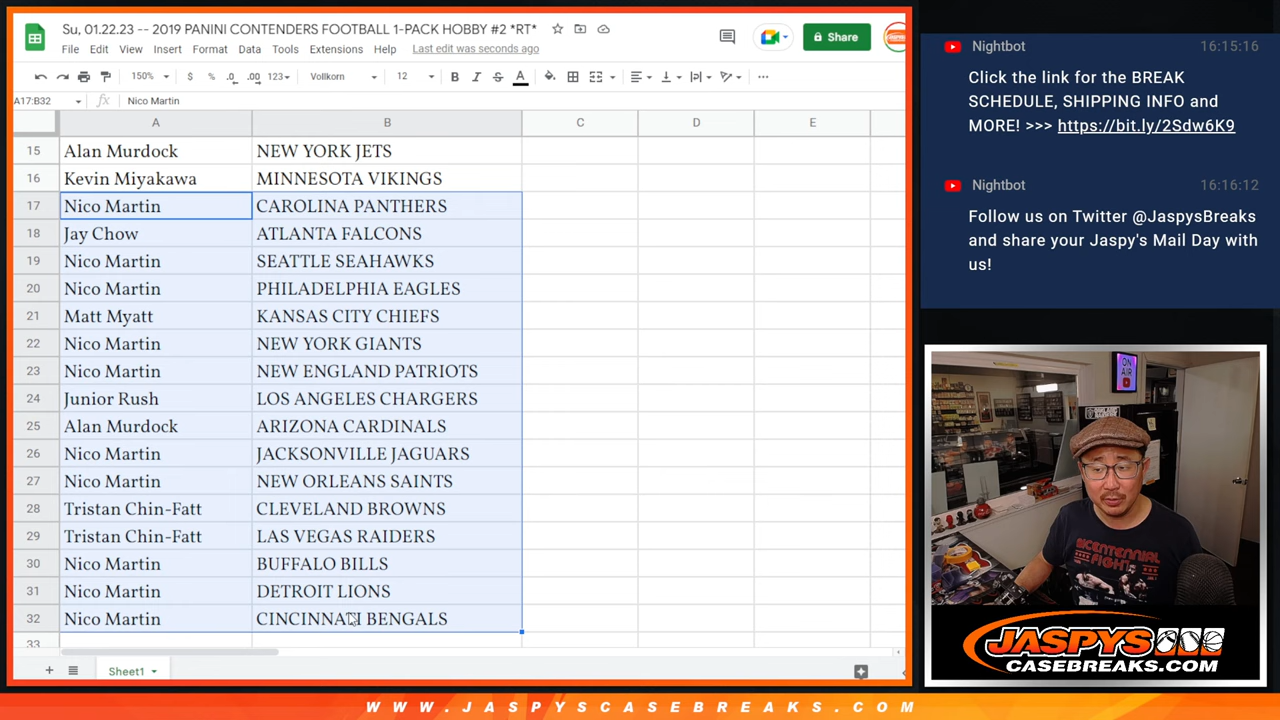 Su, 01.22.23 -- 2019 PANINI CONTENDERS FOOTBALL 1-PACK HOBBY #2 *RT*
File Edit View Insert Format Data Tools Extensions Help Last edit was seconds ago
Share
150% $ % .0 .00 123 Vollkorn 12 B I S A
A17:B32 fx Nico Martin
A B C D E
15 Alan Murdock NEW YORK JETS
16 Kevin Miyakawa MINNESOTA VIKINGS
17 Nico Martin CAROLINA PANTHERS
18 Jay Chow ATLANTA FALCONS
19 Nico Martin SEATTLE SEAHAWKS
20 Nico Martin PHILADELPHIA EAGLES
21 Matt Myatt KANSAS CITY CHIEFS
22 Nico Martin NEW YORK GIANTS
23 Nico Martin NEW ENGLAND PATRIOTS
24 Junior Rush LOS ANGELES CHARGERS
25 Alan Murdock ARIZONA CARDINALS
26 Nico Martin JACKSONVILLE JAGUARS
27 Nico Martin NEW ORLEANS SAINTS
28 Tristan Chin-Fatt CLEVELAND BROWNS
29 Tristan Chin-Fatt LAS VEGAS RAIDERS
30 Nico Martin BUFFALO BILLS
31 Nico Martin DETROIT LIONS
32 Nico Martin CINCINNATI BENGALS
33
Sheet1
Nightbot 16:15:16
Click the link for the BREAK
SCHEDULE, SHIPPING INFO and
MORE! >>> https://bit.ly/2Sdw6K9
Nightbot 16:16:12
Follow us on Twitter @JaspysBreaks
and share your Jaspy's Mail Day with
us!
ON
AIR
BICENTENNIAL
FIGHT
JASPYS
CASEBREAKS.COM
WWW.JASPYSCASEBREAKS.COM